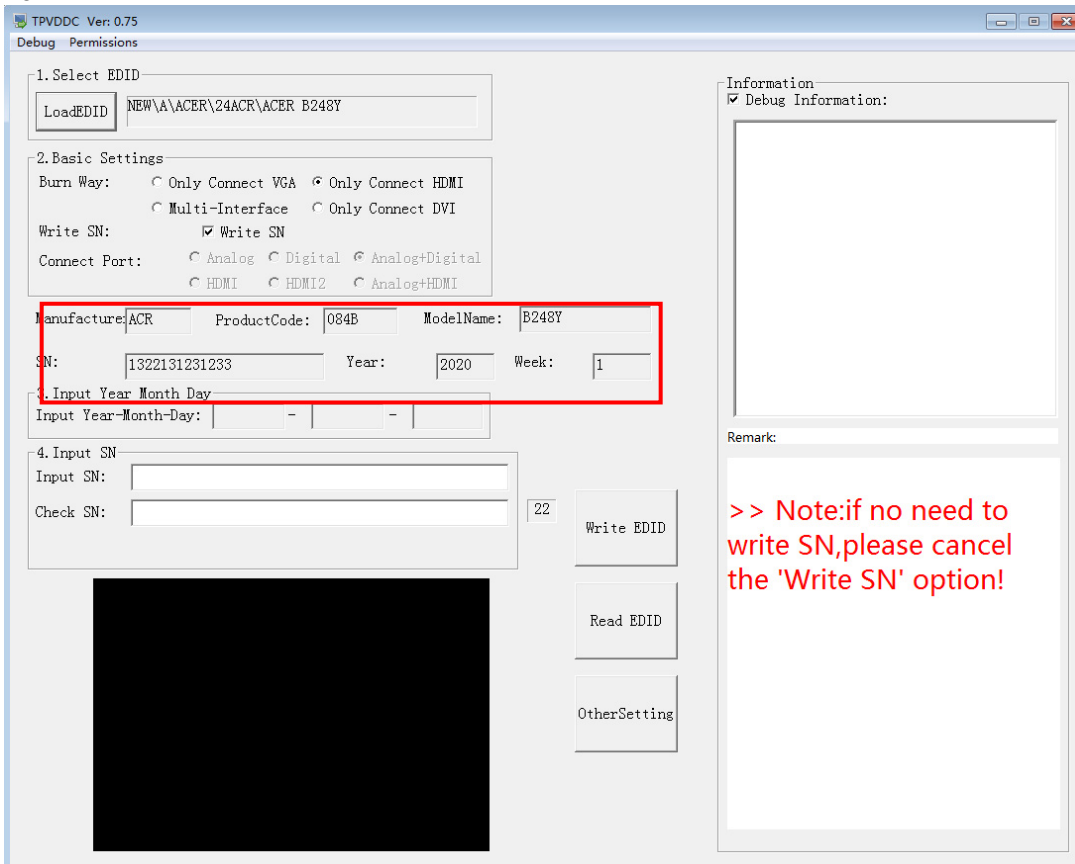 TPVDDC Ver: 0.75
Debug Permissions
1.Select EDID
LoadEDID NEW\A\ACER\24ACR\ACER B248Y
2.Basic Settings
Burn Way: Only Connect VGA Only Connect HDMI
Multi-Interface Only Connect DVI
Write SN: Write SN
Connect Port: Analog Digital Analog+Digital
HDMI HDMI2 Analog+HDMI
Manufacture: ACR ProductCode: 084B ModelName: B248Y
SN: 1322131231233 Year: 2020 Week: 1
3.Input Year Month Day
Input Year-Month-Day: - -
4.Input SN
Input SN:
Check SN: 22
Write EDID
Read EDID
OtherSetting
Information
Debug Information:
Remark:
>> Note:if no need to
write SN,please cancel
the 'Write SN' option!